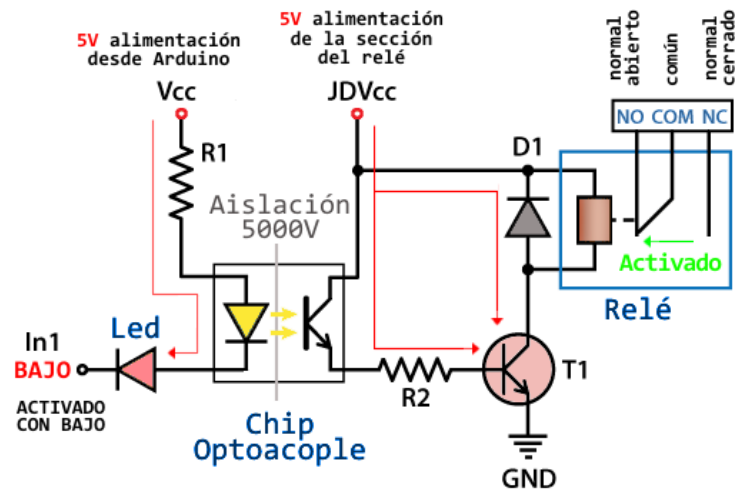 5V alimentación
desde Arduino
Vcc
5V alimentación
de la sección
del relé
JDVcc
normal
abierto
común
normal
cerrado
NO COM NC
R1
D1
Aislación
5000V
Activado
Relé
Led
In1
BAJO
ACTIVADO
CON BAJO
R2
T1
Chip
Optoacople
GND